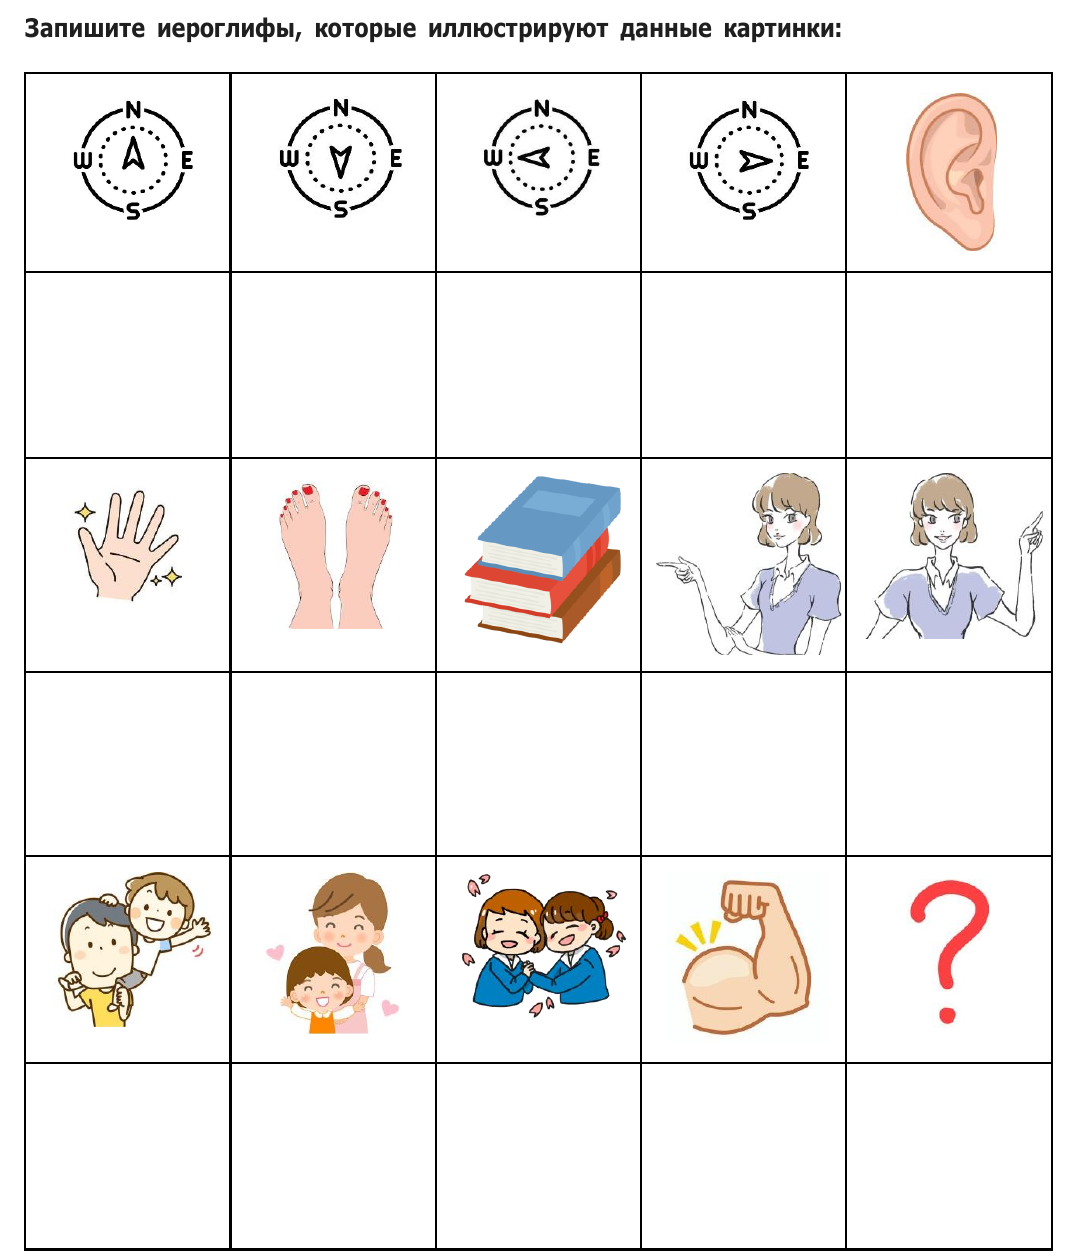 Запишите иероглифы, которые иллюстрируют данные картинки:
N N N N
W E W E W E W E
S S S S
?